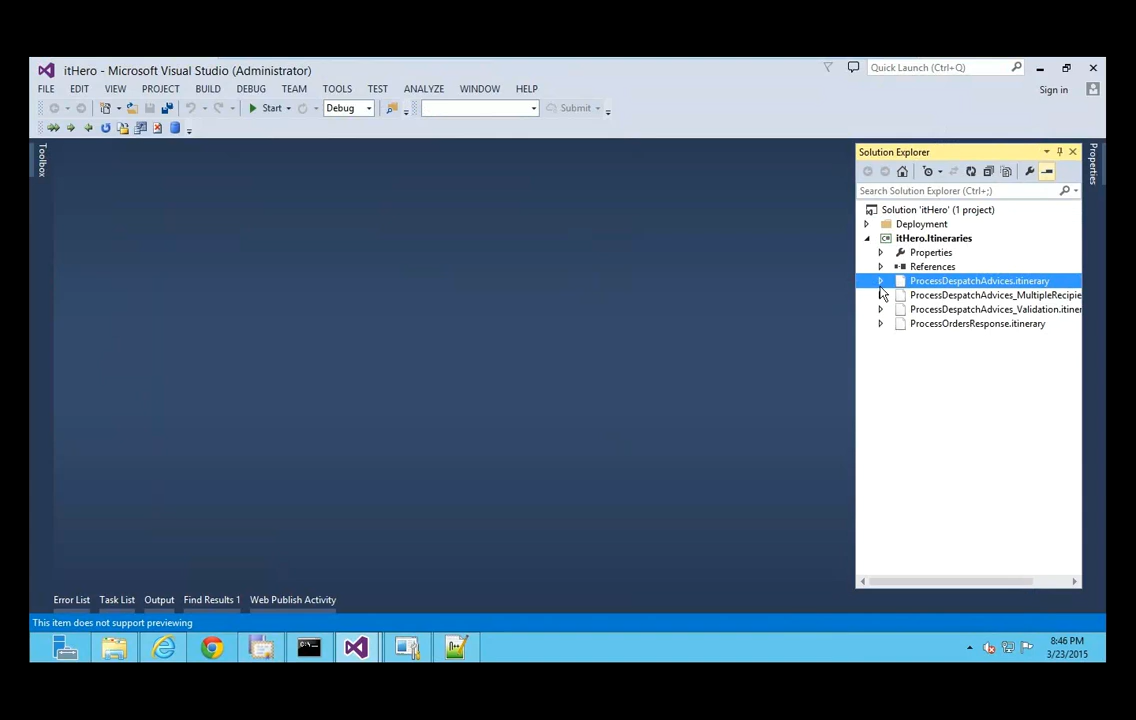 itHero - Microsoft Visual Studio (Administrator)
Quick Launch (Ctrl+Q)
FILE EDIT VIEW PROJECT BUILD DEBUG TEAM TOOLS TEST ANALYZE WINDOW HELP
Sign in
Start Debug Submit
Toolbox
Solution Explorer
Properties
Search Solution Explorer (Ctrl+;)
Solution 'itHero' (1 project)
Deployment
itHero.Itineraries
Properties
References
ProcessDespatchAdvices.itinerary
ProcessDespatchAdvices_MultipleRecipie
ProcessDespatchAdvices_Validation.itiner
ProcessOrdersResponse.itinerary
Error List Task List Output Find Results 1 Web Publish Activity
This item does not support previewing
8:46 PM
3/23/2015